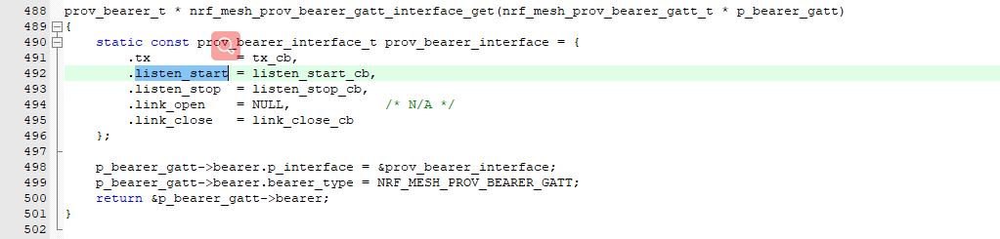 488 prov_bearer_t * nrf_mesh_prov_bearer_gatt_interface_get(nrf_mesh_prov_bearer_gatt_t * p_bearer_gatt)
489 {
490     static const prov_bearer_interface_t prov_bearer_interface = {
491         .tx           = tx_cb,
492         .listen_start = listen_start_cb,
493         .listen_stop  = listen_stop_cb,
494         .link_open    = NULL,         /* N/A */
495         .link_close   = link_close_cb
496     };
497
498     p_bearer_gatt->bearer.p_interface = &prov_bearer_interface;
499     p_bearer_gatt->bearer.bearer_type = NRF_MESH_PROV_BEARER_GATT;
500     return &p_bearer_gatt->bearer;
501 }
502